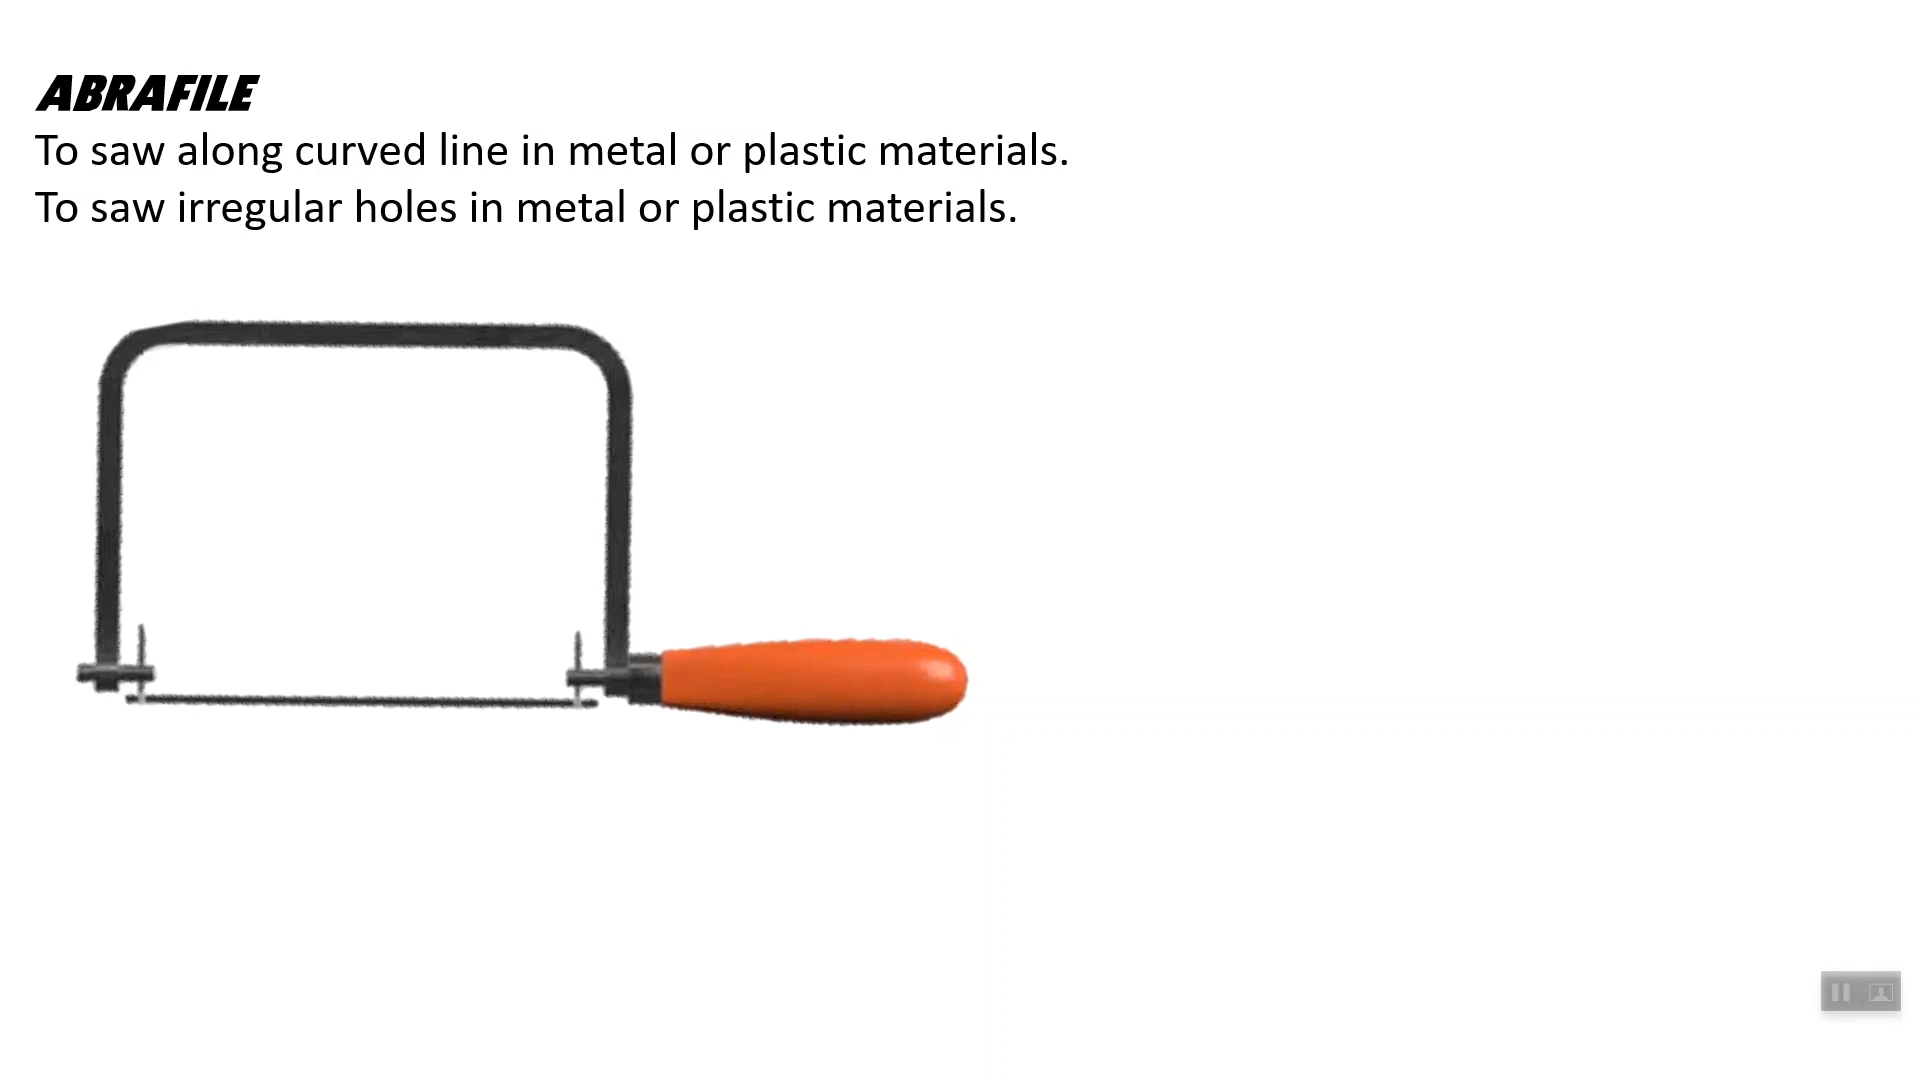 ABRAFILE
To saw along curved line in metal or plastic materials.
To saw irregular holes in metal or plastic materials.